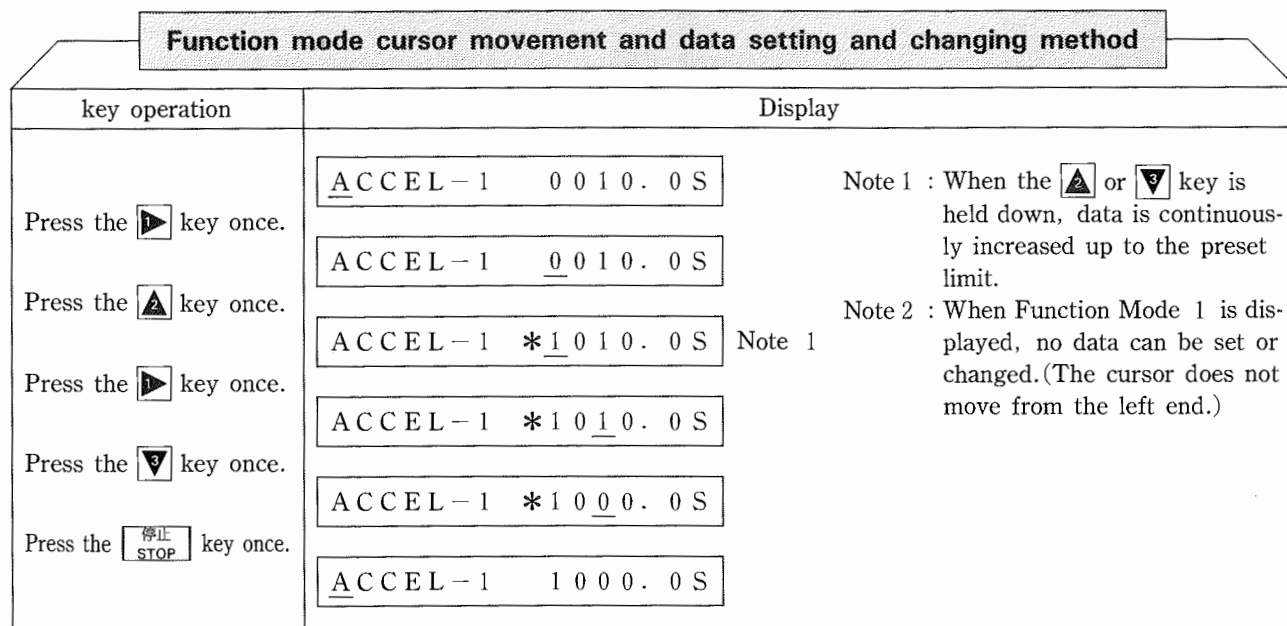 Function mode cursor movement and data setting and changing method
key operation
Display
ACCEL-1 0010.0S
Press the 1 key once.
ACCEL-1 0010.0S
Press the 2 key once.
ACCEL-1 *1010.0S Note 1
Press the 1 key once.
ACCEL-1 *1010.0S
Press the 3 key once.
ACCEL-1 *1000.0S
Press the 停止 STOP key once.
ACCEL-1 1000.0S
Note 1 : When the 2 or 3 key is
held down, data is continuous-
ly increased up to the preset
limit.
Note 2 : When Function Mode 1 is dis-
played, no data can be set or
changed. (The cursor does not
move from the left end.)